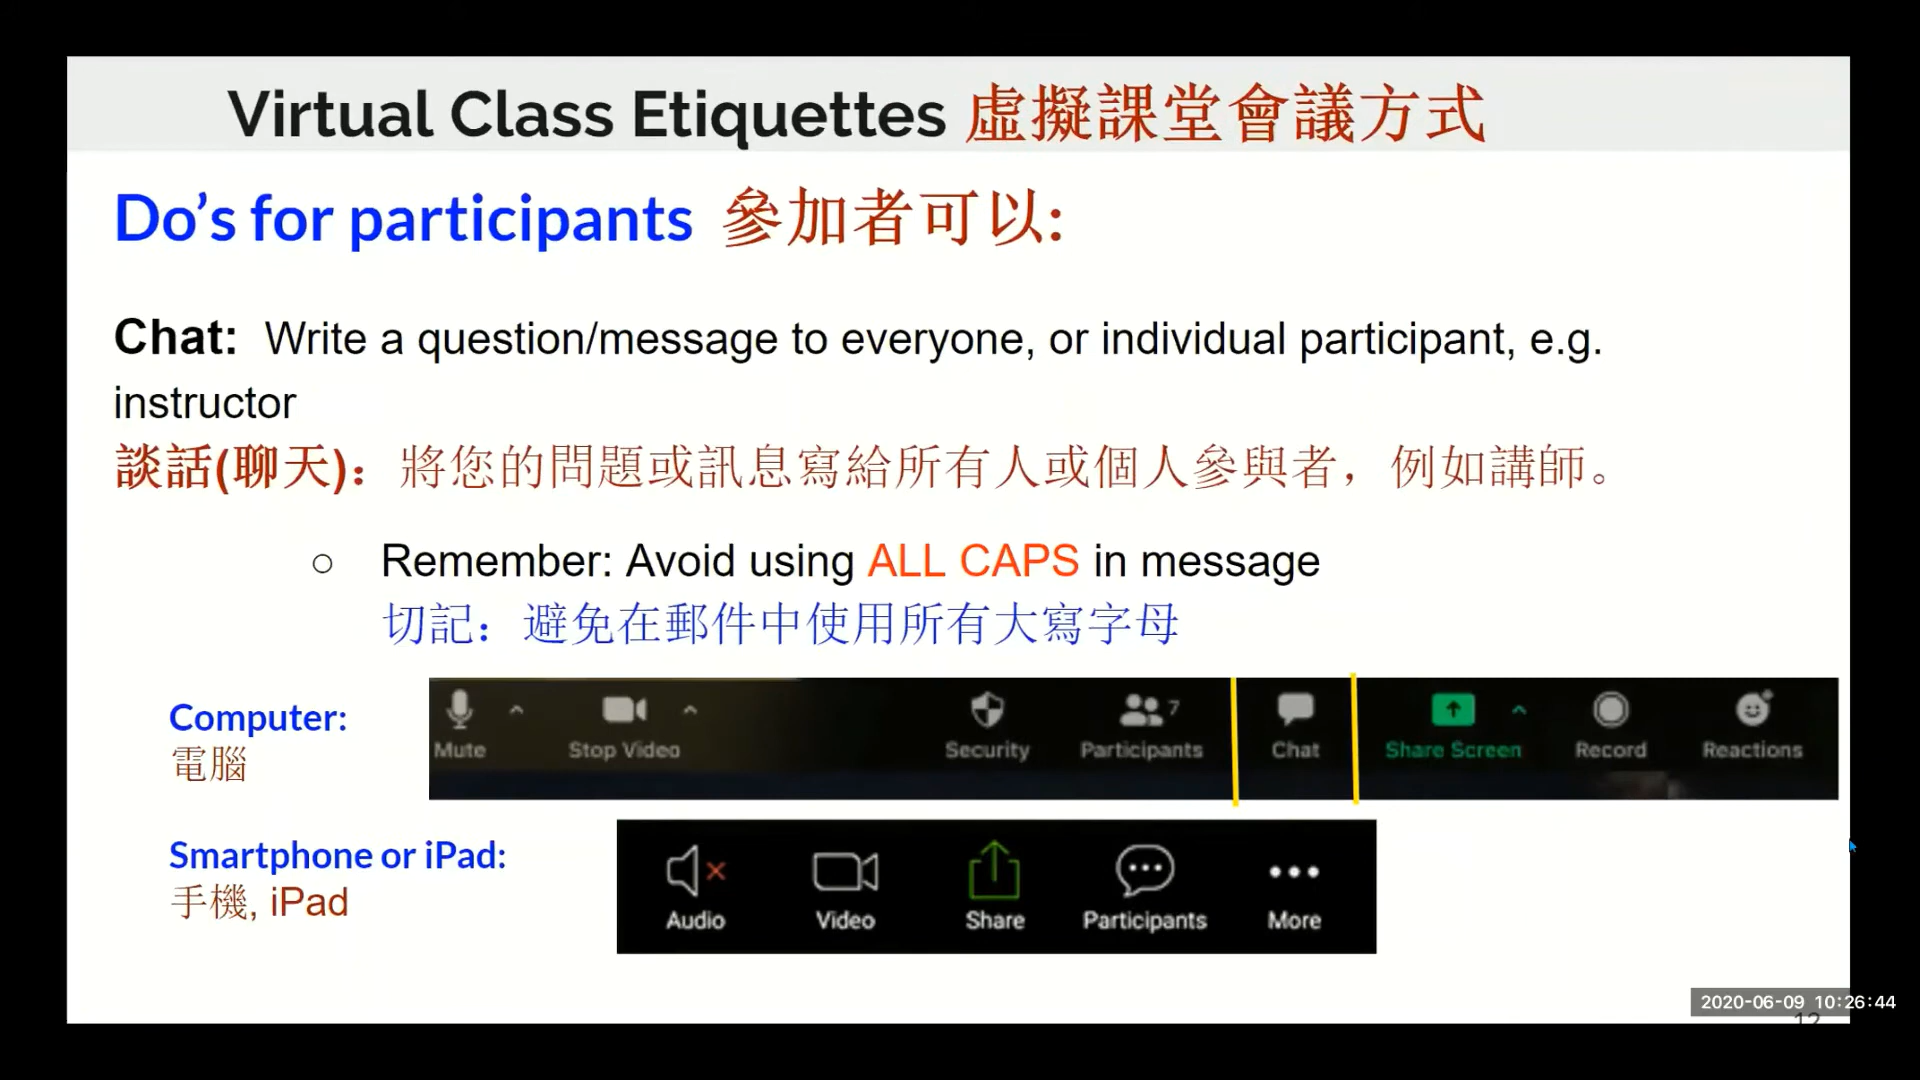 Virtual Class Etiquettes 虛擬課堂會議方式
Do's for participants 參加者可以:
Chat: Write a question/message to everyone, or individual participant, e.g.
instructor
談話(聊天)：將您的問題或訊息寫給所有人或個人參與者，例如講師。
○ Remember: Avoid using ALL CAPS in message
切記：避免在郵件中使用所有大寫字母
Computer:
電腦
7
Mute Stop Video Security Participants Chat Share Screen Record Reactions
Smartphone or iPad:
手機, iPad
Audio Video Share Participants More
2020-06-09 10:26:44
12